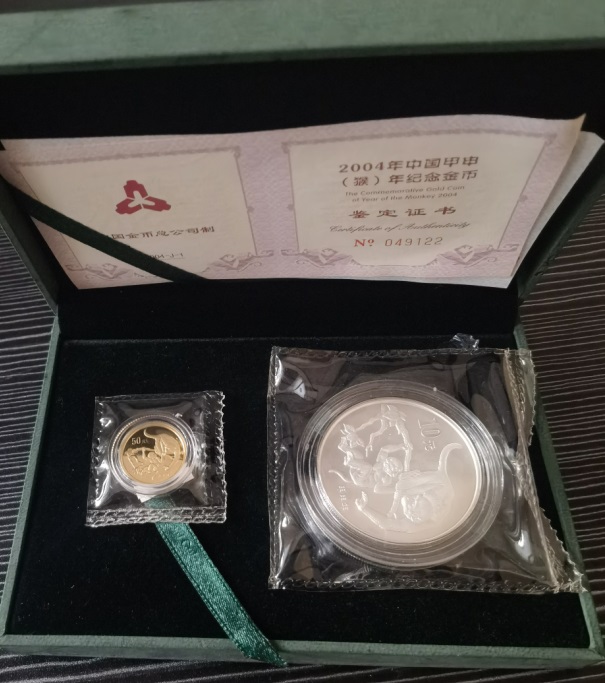 2004年中国甲申
(猴)年纪念金币
The Commemorative Gold Coin
of Year of the Monkey 2004
鉴定证书
Certificate of Authenticity
Nº 049122
国金币总公司制
04-J-1
50元
10元